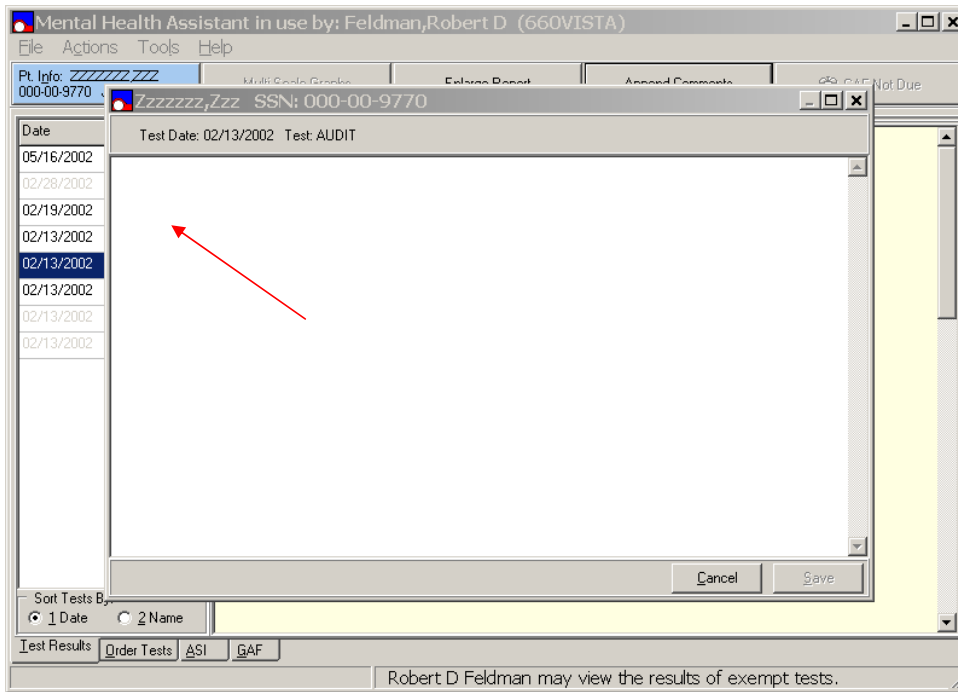 Mental Health Assistant in use by: Feldman,Robert D (660VISTA)
File Actions Tools Help
Pt. Info: ZZZZZZZ,ZZZ
000-00-9770
Multi Scale Graphs Enlarge Report Append Comments GAF Not Due
Zzzzzzz,Zzz SSN: 000-00-9770
Test Date: 02/13/2002 Test: AUDIT
Date
05/16/2002
02/28/2002
02/19/2002
02/13/2002
02/13/2002
02/13/2002
02/13/2002
02/13/2002
Cancel Save
Sort Tests By
1 Date 2 Name
Test Results Order Tests ASI GAF
Robert D Feldman may view the results of exempt tests.